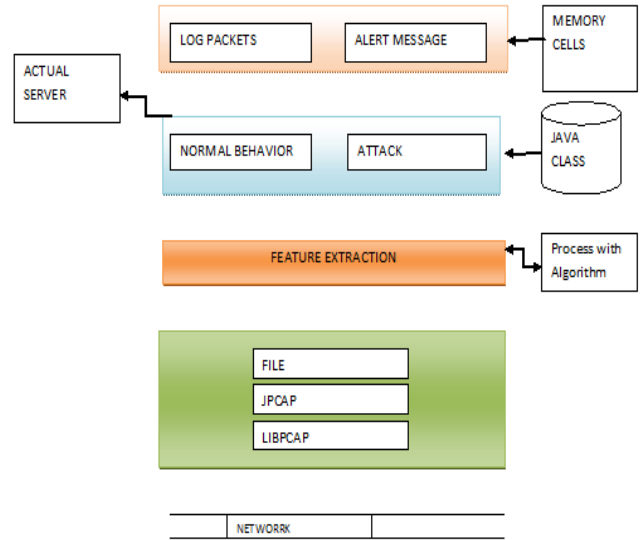 LOG PACKETS
ALERT MESSAGE
MEMORY
CELLS
ACTUAL
SERVER
NORMAL BEHAVIOR
ATTACK
JAVA
CLASS
FEATURE EXTRACTION
Process with
Algorithm
FILE
JPCAP
LIBPCAP
NETWORRK